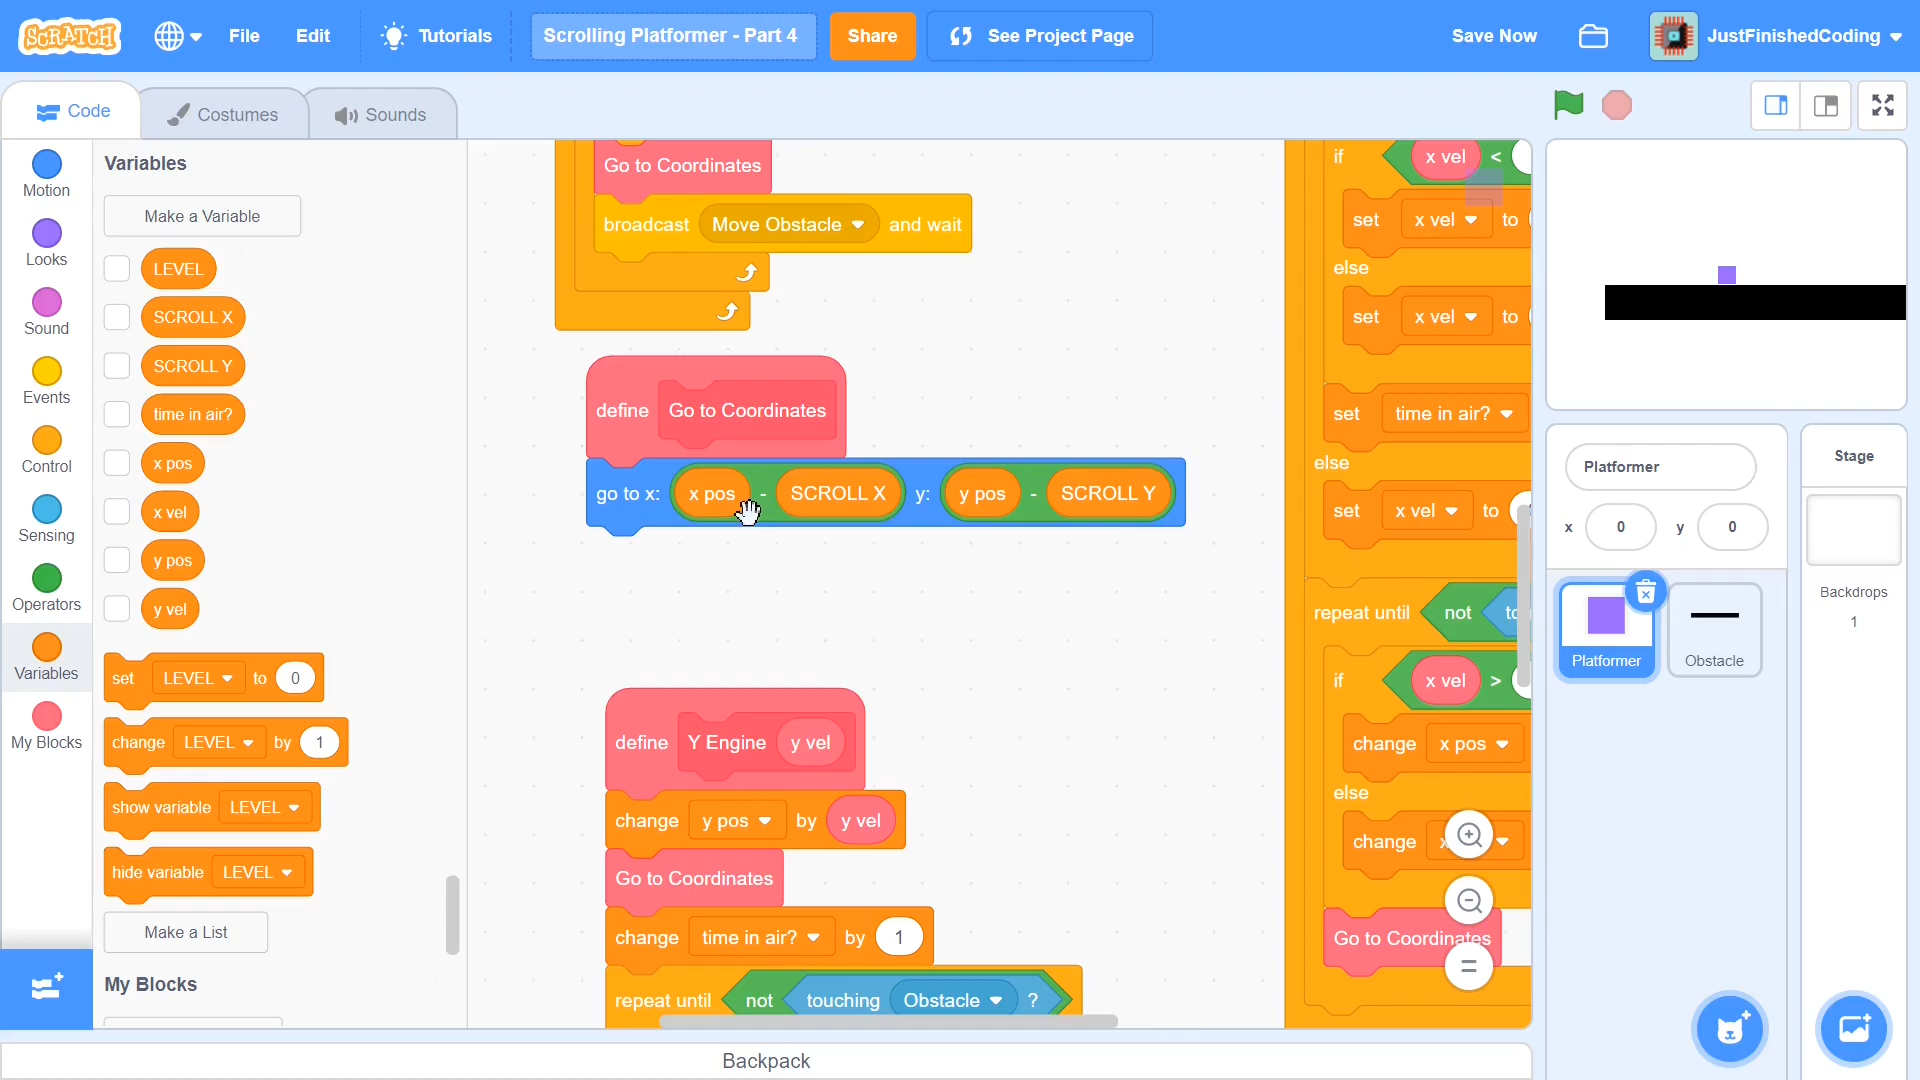 SCRATCH
File
Edit
Tutorials
Scrolling Platformer - Part 4
Share
See Project Page
Save Now
JustFinishedCoding
Code
Costumes
Sounds
Motion
Looks
Sound
Events
Control
Sensing
Operators
Variables
My Blocks
Variables
Make a Variable
LEVEL
SCROLL X
SCROLL Y
time in air?
x pos
x vel
y pos
y vel
set LEVEL to 0
change LEVEL by 1
show variable LEVEL
hide variable LEVEL
Make a List
My Blocks
Go to Coordinates
broadcast Move Obstacle and wait
define Go to Coordinates
go to x: x pos - SCROLL X y: y pos - SCROLL Y
define Y Engine y vel
change y pos by y vel
Go to Coordinates
change time in air? by 1
repeat until not touching Obstacle ?
if x vel <
set x vel to
else
set x vel to
set time in air?
else
set x vel to
repeat until not
if x vel >
change x pos
else
change
Go to Coordinates
Platformer
x 0 y 0
Platformer
Obstacle
Stage
Backdrops
1
Backpack